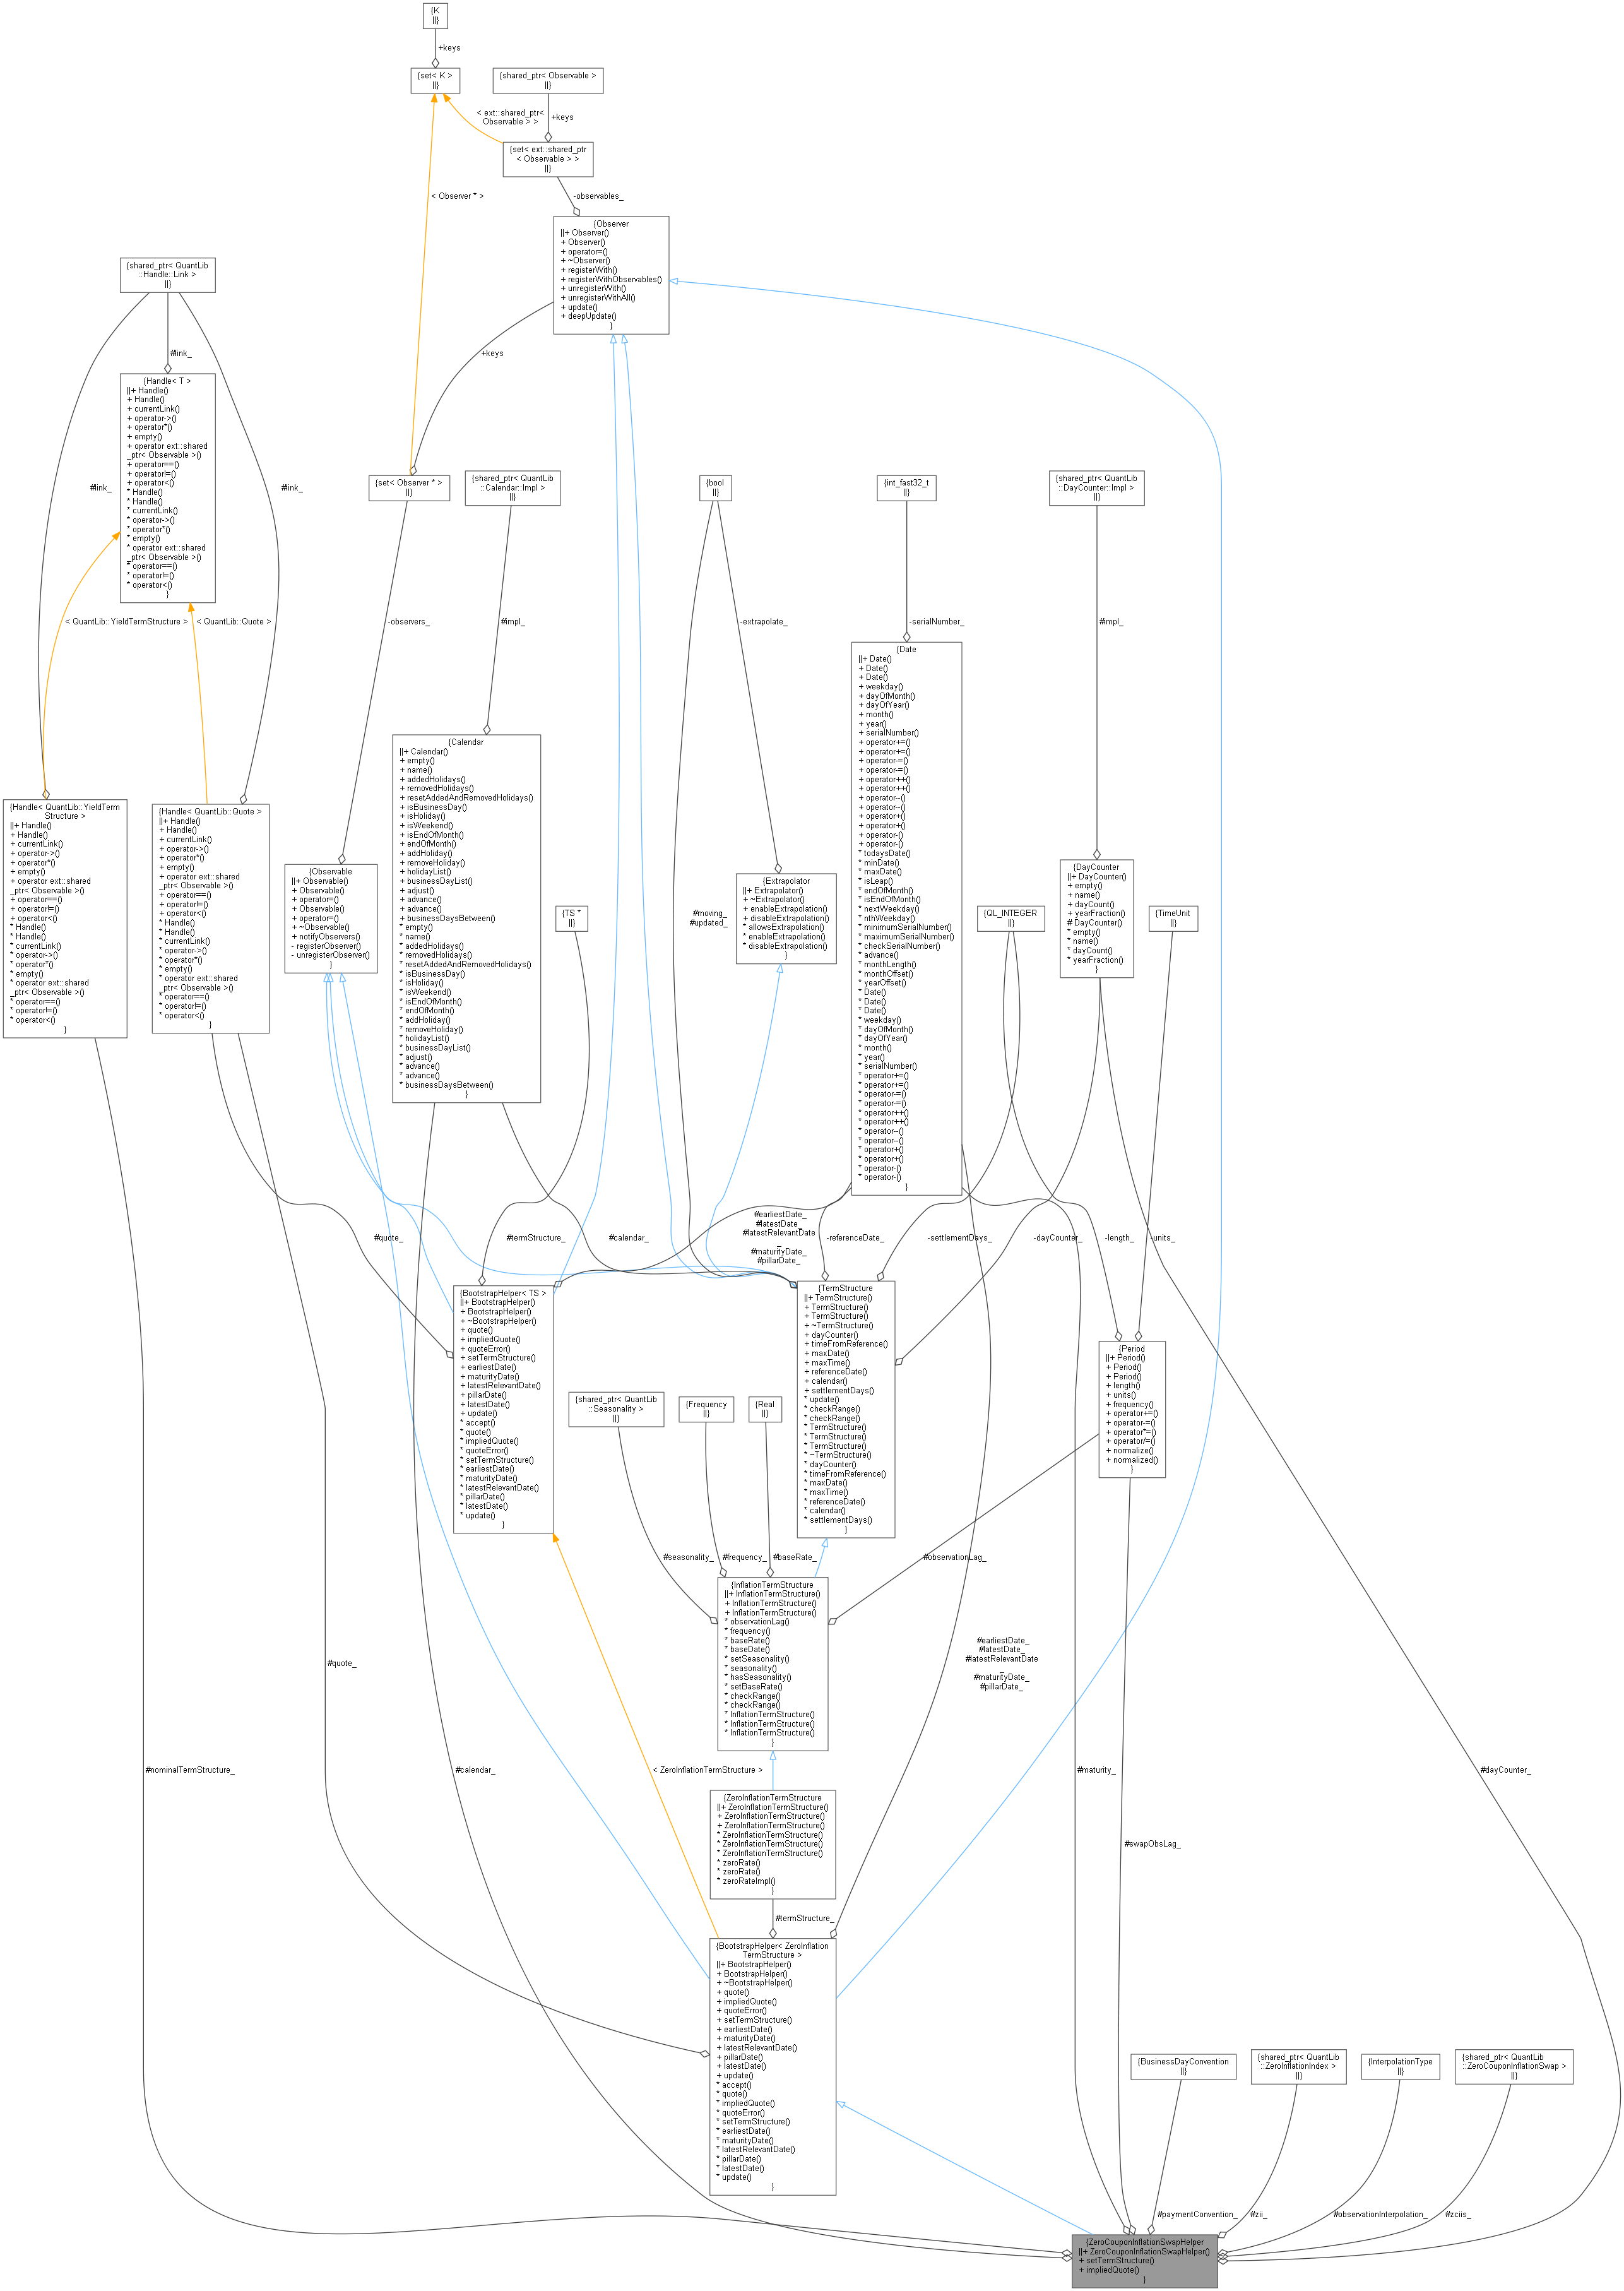 {K
||}
+keys
{set< K >
||}
{shared_ptr< Observable >
||}
< ext::shared_ptr<
Observable > >
+keys
{set< ext::shared_ptr
< Observable > >
||}
< Observer * >
-observables_
{Observer
||+ Observer()
+ Observer()
+ operator=()
+ ~Observer()
+ registerWith()
+ registerWithObservables()
+ unregisterWith()
+ unregisterWithAll()
+ update()
+ deepUpdate()
}
{shared_ptr< QuantLib
::Handle::Link >
||}
#link_
+keys
{Handle< T >
||+ Handle()
+ Handle()
+ currentLink()
+ operator->()
+ operator*()
+ empty()
+ operator ext::shared
_ptr< Observable >()
+ operator==()
+ operator!=()
+ operator<()
* Handle()
* Handle()
* currentLink()
* operator->()
* operator*()
* empty()
* operator ext::shared
_ptr< Observable >()
* operator==()
* operator!=()
* operator<()
}
#link_
#link_
{set< Observer * >
||}
{shared_ptr< QuantLib
::Calendar::Impl >
||}
{bool
||}
{int_fast32_t
||}
{shared_ptr< QuantLib
::DayCounter::Impl >
||}
< QuantLib::YieldTermStructure >
< QuantLib::Quote >
-observers_
#impl_
-extrapolate_
-serialNumber_
#impl_
{Date
||+ Date()
+ Date()
+ Date()
+ weekday()
+ dayOfMonth()
+ dayOfYear()
+ month()
+ year()
+ serialNumber()
+ operator+=()
+ operator+=()
+ operator-=()
+ operator-=()
+ operator++()
+ operator++()
+ operator--()
+ operator--()
+ operator+()
+ operator+()
+ operator-()
+ operator-()
* todaysDate()
* minDate()
* maxDate()
* isLeap()
* endOfMonth()
* isEndOfMonth()
* nextWeekday()
* nthWeekday()
* minimumSerialNumber()
* maximumSerialNumber()
* checkSerialNumber()
* advance()
* monthLength()
* monthOffset()
* yearOffset()
* Date()
* Date()
* Date()
* weekday()
* dayOfMonth()
* dayOfYear()
* month()
* year()
* serialNumber()
* operator+=()
* operator+=()
* operator-=()
* operator-=()
* operator++()
* operator++()
* operator--()
* operator--()
* operator+()
* operator+()
* operator-()
* operator-()
}
{Calendar
||+ Calendar()
+ empty()
+ name()
+ addedHolidays()
+ removedHolidays()
+ resetAddedAndRemovedHolidays()
+ isBusinessDay()
+ isHoliday()
+ isWeekend()
+ isEndOfMonth()
+ endOfMonth()
+ addHoliday()
+ removeHoliday()
+ holidayList()
+ businessDayList()
+ adjust()
+ advance()
+ advance()
+ businessDaysBetween()
* empty()
* name()
* addedHolidays()
* removedHolidays()
* resetAddedAndRemovedHolidays()
* isBusinessDay()
* isHoliday()
* isWeekend()
* isEndOfMonth()
* endOfMonth()
* addHoliday()
* removeHoliday()
* holidayList()
* businessDayList()
* adjust()
* advance()
* advance()
* businessDaysBetween()
}
{Handle< QuantLib::YieldTerm
Structure >
||+ Handle()
+ Handle()
+ currentLink()
+ operator->()
+ operator*()
+ empty()
+ operator ext::shared
_ptr< Observable >()
+ operator==()
+ operator!=()
+ operator<()
* Handle()
* Handle()
* currentLink()
* operator->()
* operator*()
* empty()
* operator ext::shared
_ptr< Observable >()
* operator==()
* operator!=()
* operator<()
}
{Handle< QuantLib::Quote >
||+ Handle()
+ Handle()
+ currentLink()
+ operator->()
+ operator*()
+ empty()
+ operator ext::shared
_ptr< Observable >()
+ operator==()
+ operator!=()
+ operator<()
* Handle()
* Handle()
* currentLink()
* operator->()
* operator*()
* empty()
* operator ext::shared
_ptr< Observable >()
* operator==()
* operator!=()
* operator<()
}
{Observable
||+ Observable()
+ Observable()
+ operator=()
+ Observable()
+ operator=()
+ ~Observable()
+ notifyObservers()
- registerObserver()
- unregisterObserver()
}
{TS *
||}
#moving_
#updated_
{Extrapolator
||+ Extrapolator()
+ ~Extrapolator()
+ enableExtrapolation()
+ disableExtrapolation()
* allowsExtrapolation()
* enableExtrapolation()
* disableExtrapolation()
}
{QL_INTEGER
||}
{DayCounter
||+ DayCounter()
+ empty()
+ name()
+ dayCount()
+ yearFraction()
# DayCounter()
* empty()
* name()
* dayCount()
* yearFraction()
}
{TimeUnit
||}
#quote_
#termStructure_
#calendar_
#earliestDate_
#latestDate_
#latestRelevantDate
_
#maturityDate_
#pillarDate_
-referenceDate_
-settlementDays_
-dayCounter_
-length_
-units_
{BootstrapHelper< TS >
||+ BootstrapHelper()
+ BootstrapHelper()
+ ~BootstrapHelper()
+ quote()
+ impliedQuote()
+ quoteError()
+ setTermStructure()
+ earliestDate()
+ maturityDate()
+ latestRelevantDate()
+ pillarDate()
+ latestDate()
+ update()
* accept()
* quote()
* impliedQuote()
* quoteError()
* setTermStructure()
* earliestDate()
* maturityDate()
* latestRelevantDate()
* pillarDate()
* latestDate()
* update()
}
{TermStructure
||+ TermStructure()
+ TermStructure()
+ TermStructure()
+ ~TermStructure()
+ dayCounter()
+ timeFromReference()
+ maxDate()
+ maxTime()
+ referenceDate()
+ calendar()
+ settlementDays()
* update()
* checkRange()
* checkRange()
* TermStructure()
* TermStructure()
* TermStructure()
* ~TermStructure()
* dayCounter()
* timeFromReference()
* maxDate()
* maxTime()
* referenceDate()
* calendar()
* settlementDays()
}
{Period
||+ Period()
+ Period()
+ Period()
+ length()
+ units()
+ frequency()
+ operator+=()
+ operator-=()
+ operator*=()
+ operator/=()
+ normalize()
+ normalized()
}
{shared_ptr< QuantLib
::Seasonality >
||}
{Frequency
||}
{Real
||}
#seasonality_
#frequency_
#baseRate_
#observationLag_
{InflationTermStructure
||+ InflationTermStructure()
+ InflationTermStructure()
+ InflationTermStructure()
* observationLag()
* frequency()
* baseRate()
* baseDate()
* setSeasonality()
* seasonality()
* hasSeasonality()
* setBaseRate()
* checkRange()
* checkRange()
* InflationTermStructure()
* InflationTermStructure()
* InflationTermStructure()
}
#quote_
#earliestDate_
#latestDate_
#latestRelevantDate
_
#maturityDate_
#pillarDate_
#nominalTermStructure_
#calendar_
< ZeroInflationTermStructure >
#maturity_
#dayCounter_
{ZeroInflationTermStructure
||+ ZeroInflationTermStructure()
+ ZeroInflationTermStructure()
+ ZeroInflationTermStructure()
* ZeroInflationTermStructure()
* ZeroInflationTermStructure()
* ZeroInflationTermStructure()
* zeroRate()
* zeroRate()
* zeroRateImpl()
}
#swapObsLag_
#termStructure_
{BootstrapHelper< ZeroInflation
TermStructure >
||+ BootstrapHelper()
+ BootstrapHelper()
+ ~BootstrapHelper()
+ quote()
+ impliedQuote()
+ quoteError()
+ setTermStructure()
+ earliestDate()
+ maturityDate()
+ latestRelevantDate()
+ pillarDate()
+ latestDate()
+ update()
* accept()
* quote()
* impliedQuote()
* quoteError()
* setTermStructure()
* earliestDate()
* maturityDate()
* latestRelevantDate()
* pillarDate()
* latestDate()
* update()
}
{BusinessDayConvention
||}
{shared_ptr< QuantLib
::ZeroInflationIndex >
||}
{InterpolationType
||}
{shared_ptr< QuantLib
::ZeroCouponInflationSwap >
||}
#paymentConvention_
#zii_
#observationInterpolation_
#zciis_
{ZeroCouponInflationSwapHelper
||+ ZeroCouponInflationSwapHelper()
+ setTermStructure()
+ impliedQuote()
}